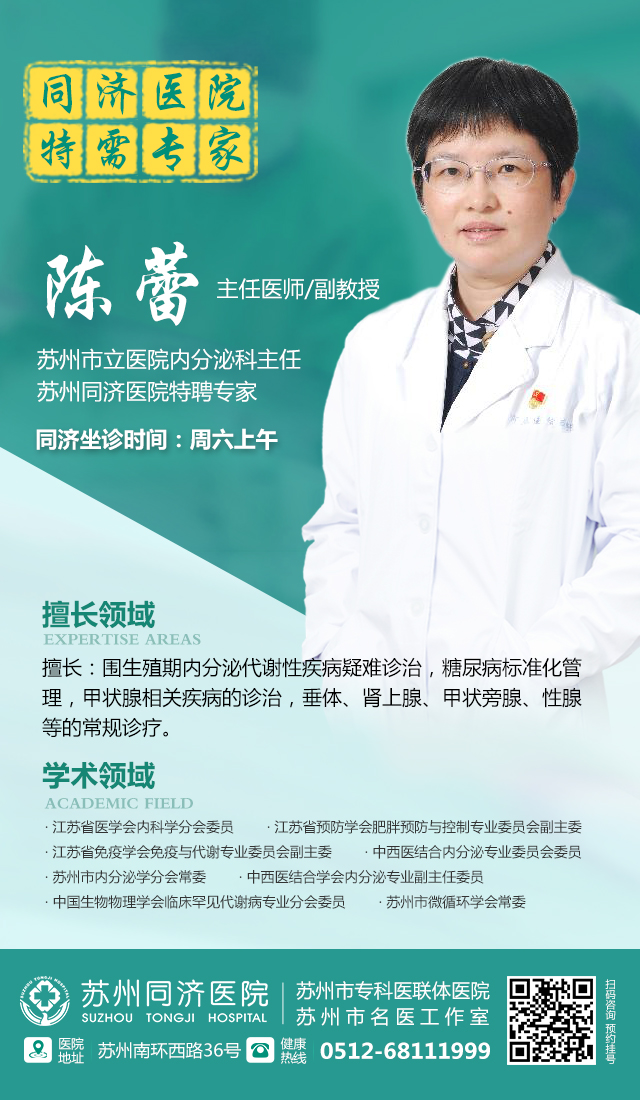 同济医院
特需专家
陈蕾 主任医师/副教授
苏州市立医院内分泌科主任
苏州同济医院特聘专家
同济坐诊时间：周六上午
擅长领域
EXPERTISE AREAS
擅长：围生殖期内分泌代谢性疾病疑难诊治，糖尿病标准化管
理，甲状腺相关疾病的诊治，垂体、肾上腺、甲状旁腺、性腺
等的常规诊疗。
学术领域
ACADEMIC FIELD
·江苏省医学会内科学分会委员 ·江苏省预防学会肥胖预防与控制专业委员会副主委
·江苏省免疫学会免疫与代谢专业委员会副主委 ·中西医结合内分泌专业委员会委员
·苏州市内分泌学分会常委 ·中西医结合学会内分泌专业副主任委员
·中国生物物理学会临床罕见代谢病专业分会委员 ·苏州市微循环学会常委
SUZHOU TONGJI HOSPITAL
苏州同济医院
SUZHOU TONGJI HOSPITAL
苏州市专科医联体医院
苏州市名医工作室
医院
地址
苏州南环西路36号
健康
热线
0512-68111999
扫码咨询 预约挂号